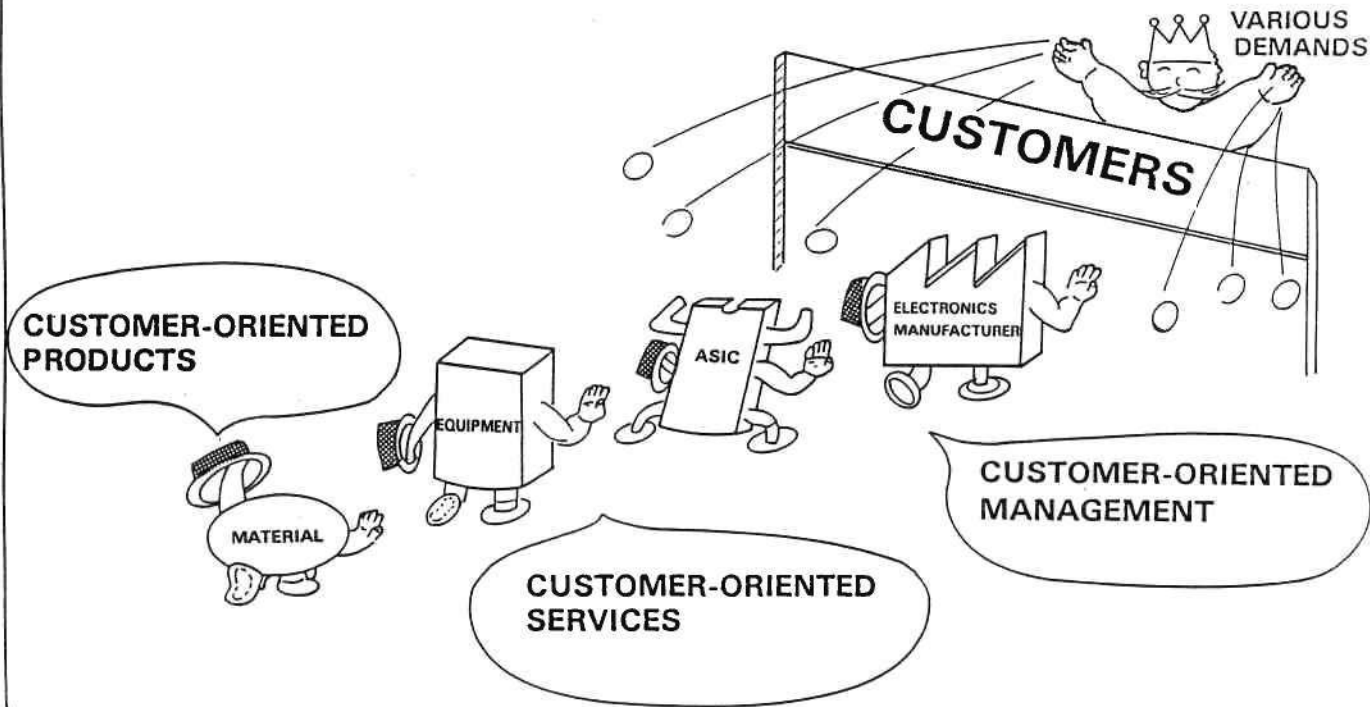 VARIOUS
DEMANDS
CUSTOMERS
ELECTRONICS
MANUFACTURER
ASIC
EQUIPMENT
MATERIAL
CUSTOMER-ORIENTED
PRODUCTS
CUSTOMER-ORIENTED
SERVICES
CUSTOMER-ORIENTED
MANAGEMENT